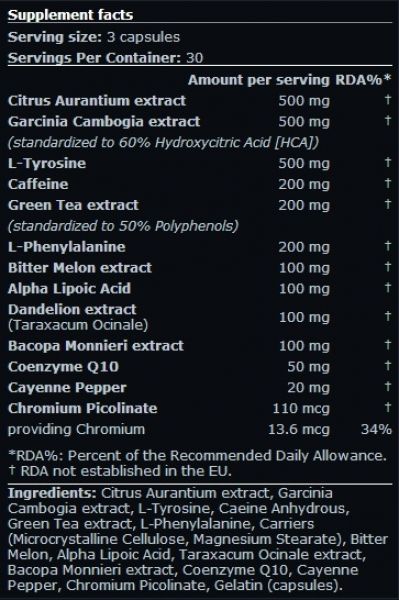 Supplement facts
Serving size: 3 capsules
Servings Per Container: 30
Amount per serving RDA%*
Citrus Aurantium extract 500 mg †
Garcinia Cambogia extract 500 mg †
(standardized to 60% Hydroxycitric Acid [HCA])
L-Tyrosine 500 mg †
Caffeine 200 mg †
Green Tea extract 200 mg †
(standardized to 50% Polyphenols)
L-Phenylalanine 200 mg †
Bitter Melon extract 100 mg †
Alpha Lipoic Acid 100 mg †
Dandelion extract
(Taraxacum Ocinale) 100 mg †
Bacopa Monnieri extract 100 mg †
Coenzyme Q10 50 mg †
Cayenne Pepper 20 mg †
Chromium Picolinate 110 mcg †
providing Chromium 13.6 mcg 34%
*RDA%: Percent of the Recommended Daily Allowance.
† RDA not established in the EU.
Ingredients: Citrus Aurantium extract, Garcinia
Cambogia extract, L-Tyrosine, Caeine Anhydrous,
Green Tea extract, L-Phenylalanine, Carriers
(Microcrystalline Cellulose, Magnesium Stearate), Bitter
Melon, Alpha Lipoic Acid, Taraxacum Ocinale extract,
Bacopa Monnieri extract, Coenzyme Q10, Cayenne
Pepper, Chromium Picolinate, Gelatin (capsules).